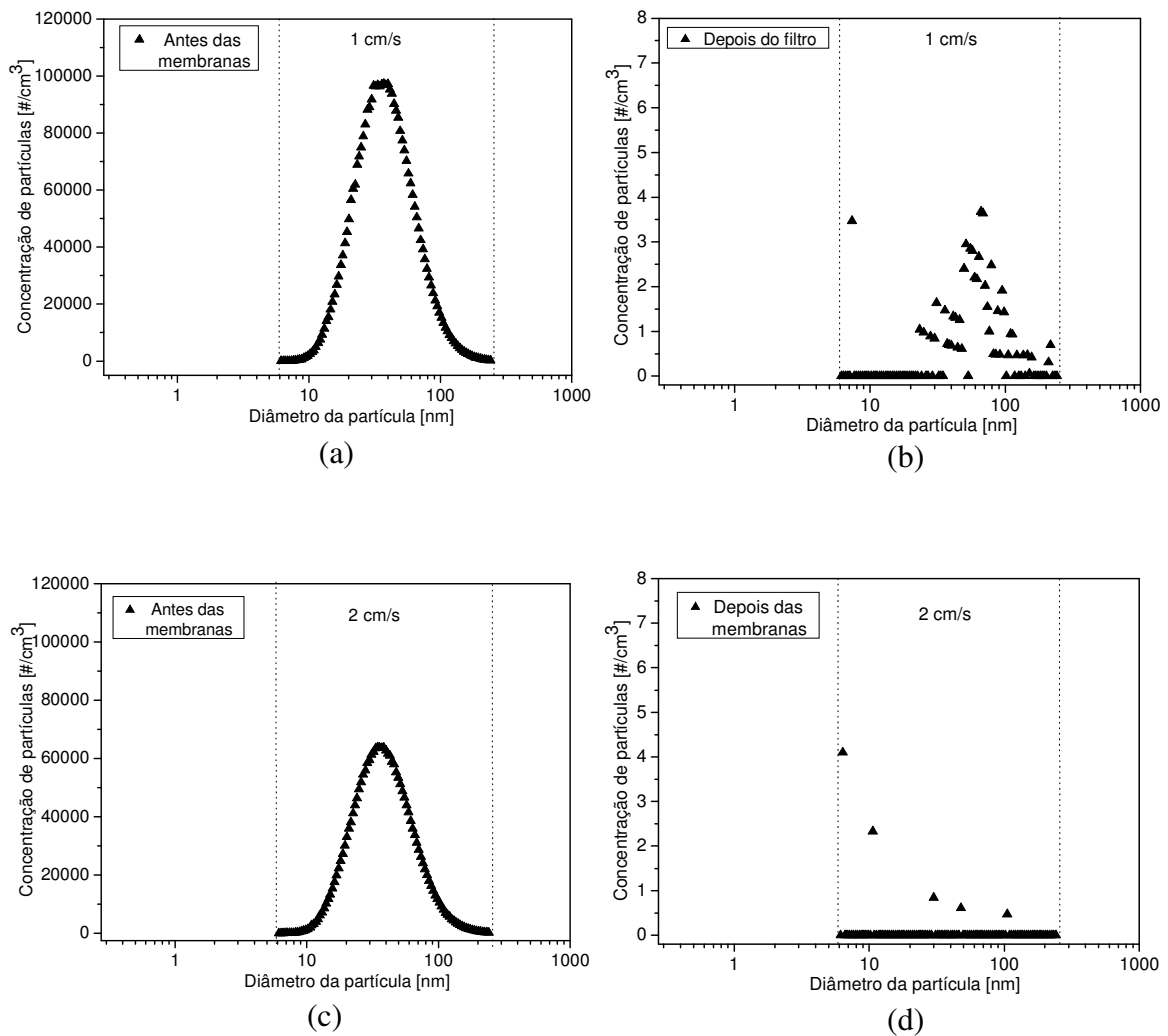 120000
100000
80000
60000
40000
20000
0
Concentração de partículas [#/cm³]
Antes das
membranas
1 cm/s
1 10 100 1000
Diâmetro da partícula [nm]
(a)
8
7
6
5
4
3
2
1
0
Concentração de partículas [#/cm³]
Depois do filtro
1 cm/s
1 10 100 1000
Diâmetro da partícula [nm]
(b)
120000
100000
80000
60000
40000
20000
0
Concentração de partículas [#/cm³]
Antes das
membranas
2 cm/s
1 10 100 1000
Diâmetro da partícula [nm]
(c)
8
7
6
5
4
3
2
1
0
Concentração de partículas [#/cm³]
Depois das
membranas
2 cm/s
1 10 100 1000
Diâmetro da partícula [nm]
(d)